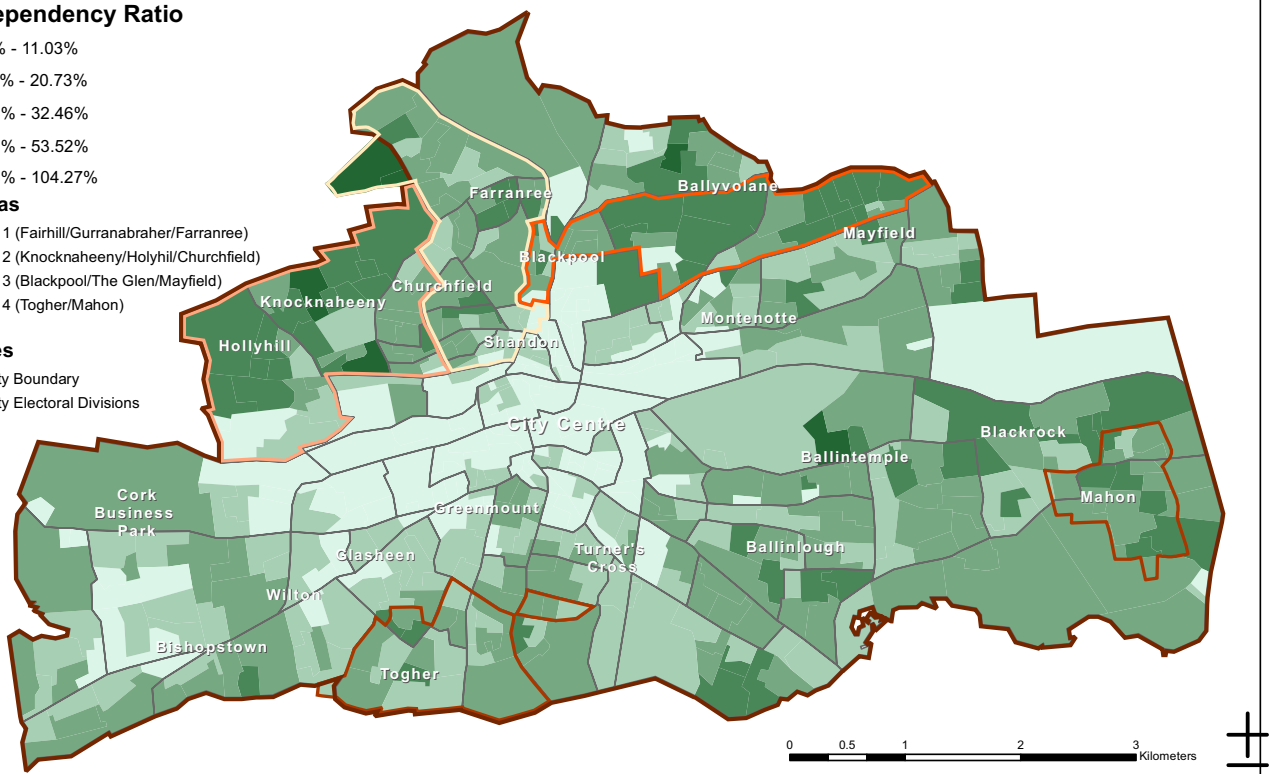 ependency Ratio
% - 11.03%
% - 20.73%
% - 32.46%
% - 53.52%
% - 104.27%
as
1 (Fairhill/Gurranabraher/Farranree)
2 (Knocknaheeny/Holyhil/Churchfield)
3 (Blackpool/The Glen/Mayfield)
4 (Togher/Mahon)
es
ty Boundary
ty Electoral Divisions
Ballyvolane
Farranree
Mayfield
Blackpool
Churchfield
Knocknaheeny
Montenotte
Shandon
Hollyhill
City Centre
Blackrock
Ballintemple
Cork
Business
Park
Mahon
Greenmount
Glasheen
Turner's
Cross
Ballinlough
Wilton
Bishopstown
Togher
0 0.5 1 2 3
Kilometers